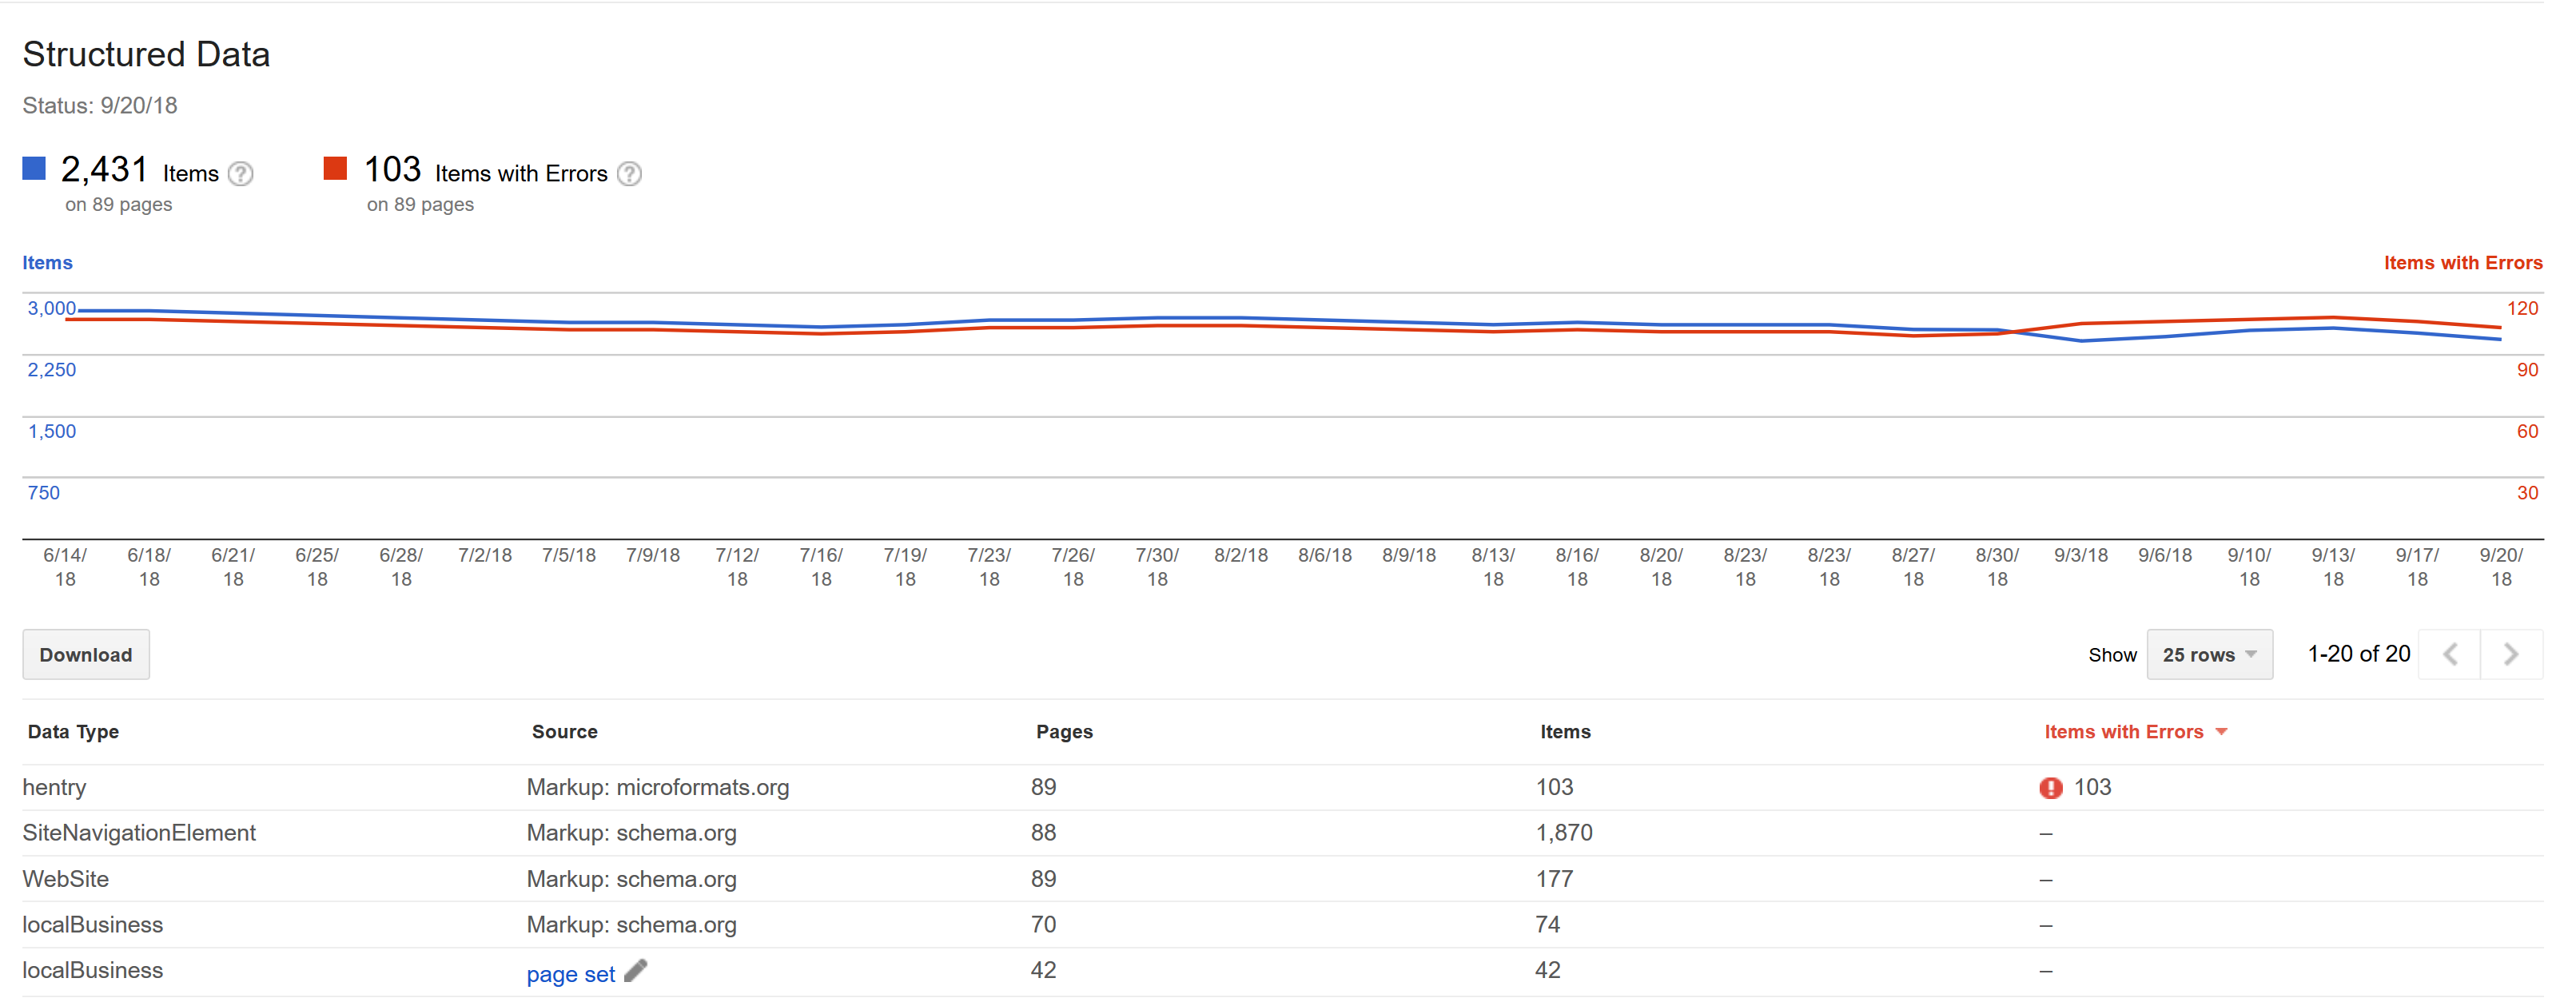 Structured Data
Status: 9/20/18
2,431 Items ? 103 Items with Errors ?
on 89 pages on 89 pages
Items Items with Errors
3,000 120
2,250 90
1,500 60
750 30
6/14/ 6/18/ 6/21/ 6/25/ 6/28/ 7/2/18 7/5/18 7/9/18 7/12/ 7/16/ 7/19/ 7/23/ 7/26/ 7/30/ 8/2/18 8/6/18 8/9/18 8/13/ 8/16/ 8/20/ 8/23/ 8/23/ 8/27/ 8/30/ 9/3/18 9/6/18 9/10/ 9/13/ 9/17/ 9/20/
18 18 18 18 18 18 18 18 18 18 18 18 18 18 18 18 18 18 18 18 18 18
Download Show 25 rows 1-20 of 20
Data Type Source Pages Items Items with Errors
hentry Markup: microformats.org 89 103 ! 103
SiteNavigationElement Markup: schema.org 88 1,870 –
WebSite Markup: schema.org 89 177 –
localBusiness Markup: schema.org 70 74 –
localBusiness page set 42 42 –